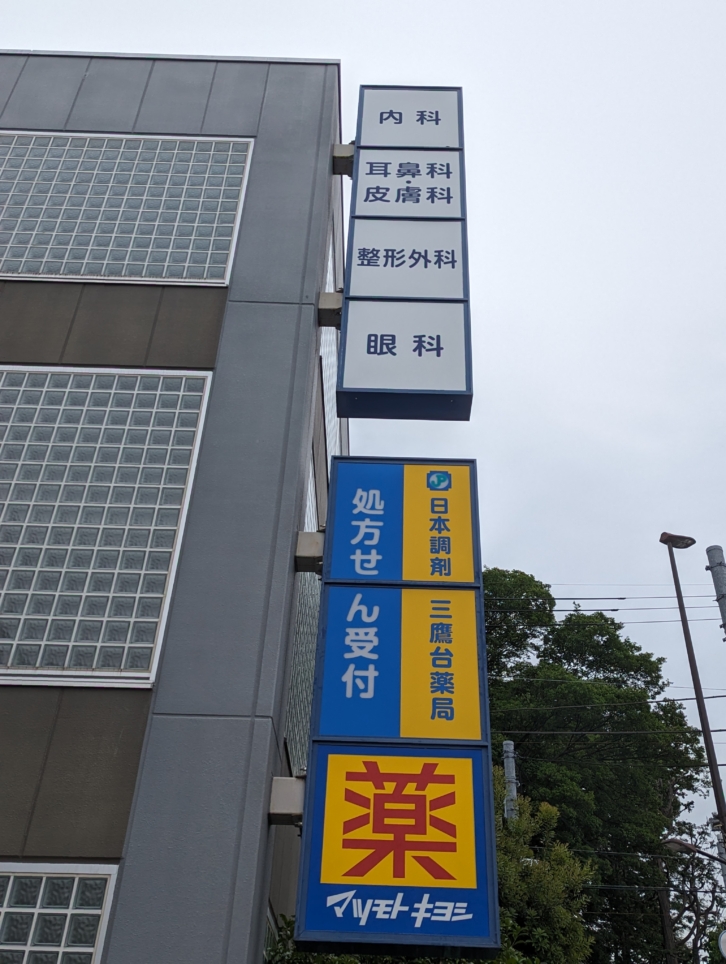 内科
耳鼻科・
皮膚科
整形外科
眼科
処方せん受付
日本調剤
三鷹台薬局
薬
マツモトキヨシ